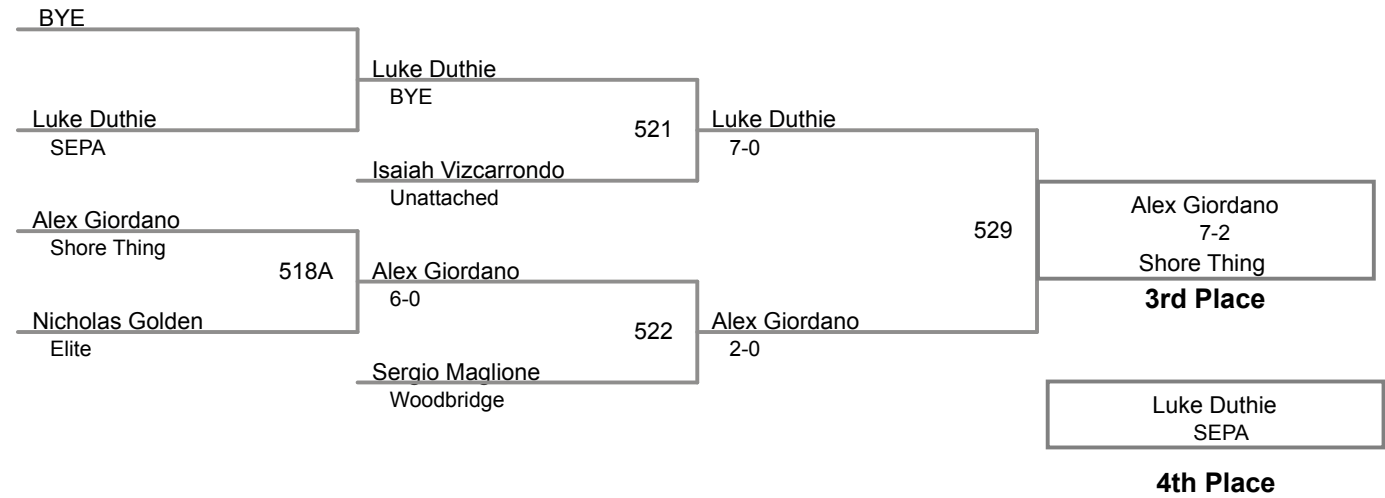 BYE
Luke Duthie
SEPA
Alex Giordano
Shore Thing
518A
Nicholas Golden
Elite
Luke Duthie
BYE
521
Isaiah Vizcarrondo
Unattached
Alex Giordano
6-0
522
Sergio Maglione
Woodbridge
Luke Duthie
7-0
529
Alex Giordano
2-0
Alex Giordano
7-2
Shore Thing
3rd Place
Luke Duthie
SEPA
4th Place